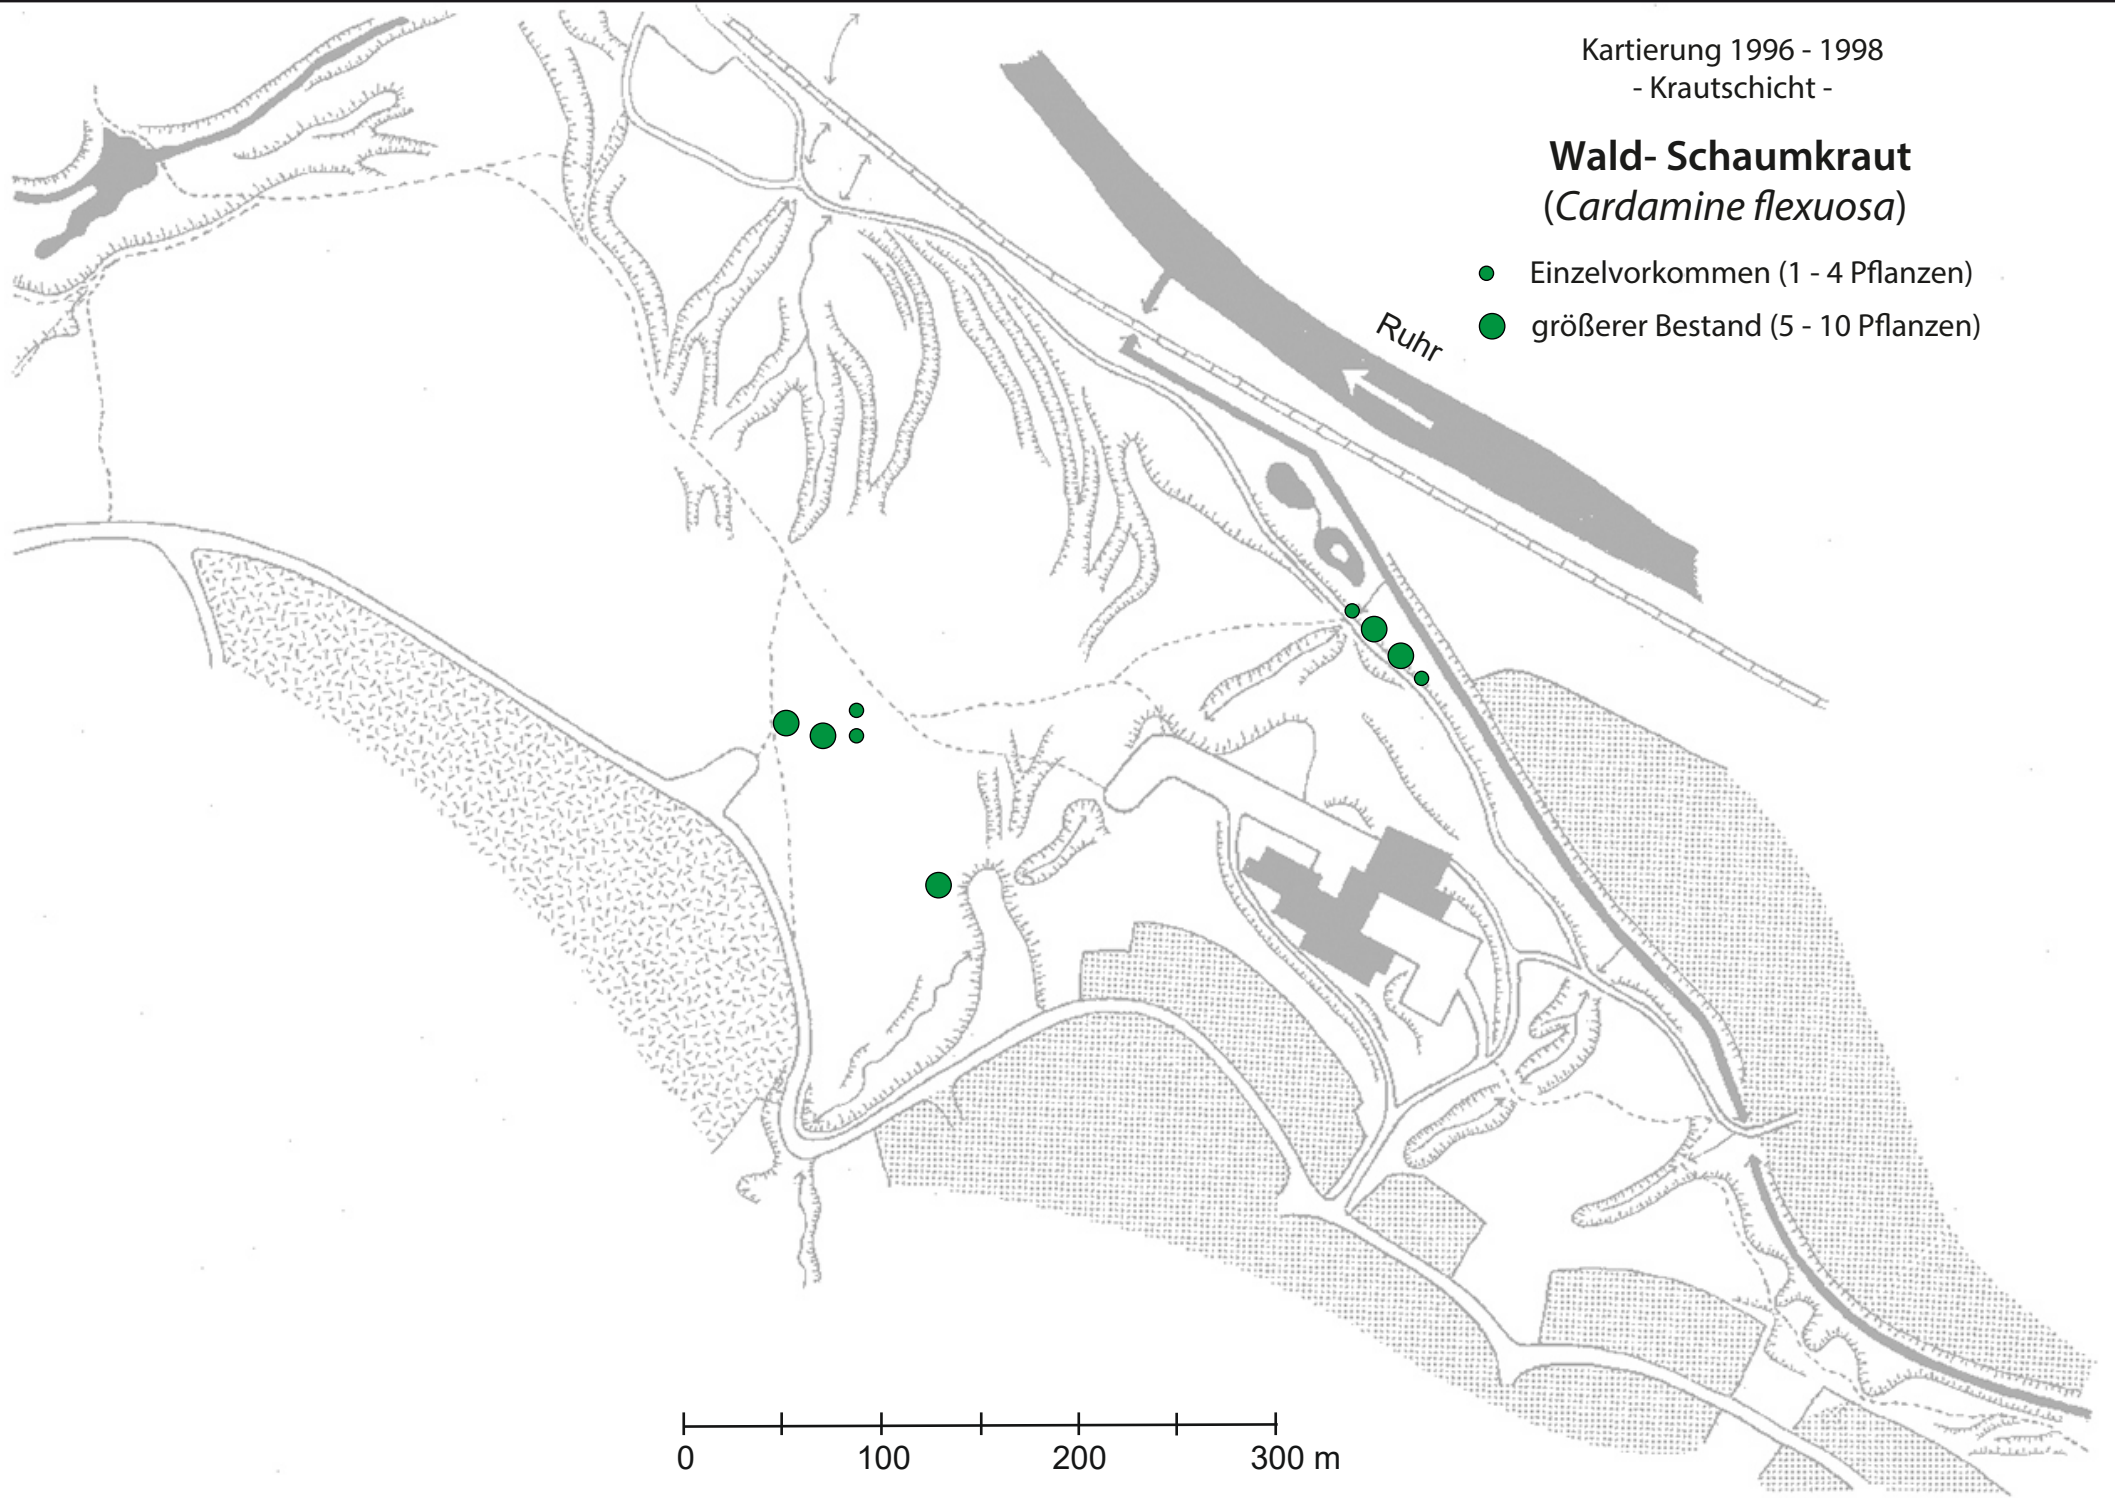 Kartierung 1996 - 1998
- Krautschicht -
Wald- Schaumkraut
(Cardamine flexuosa)
Einzelvorkommen (1 - 4 Pflanzen)
größerer Bestand (5 - 10 Pflanzen)
Ruhr
0 100 200 300 m